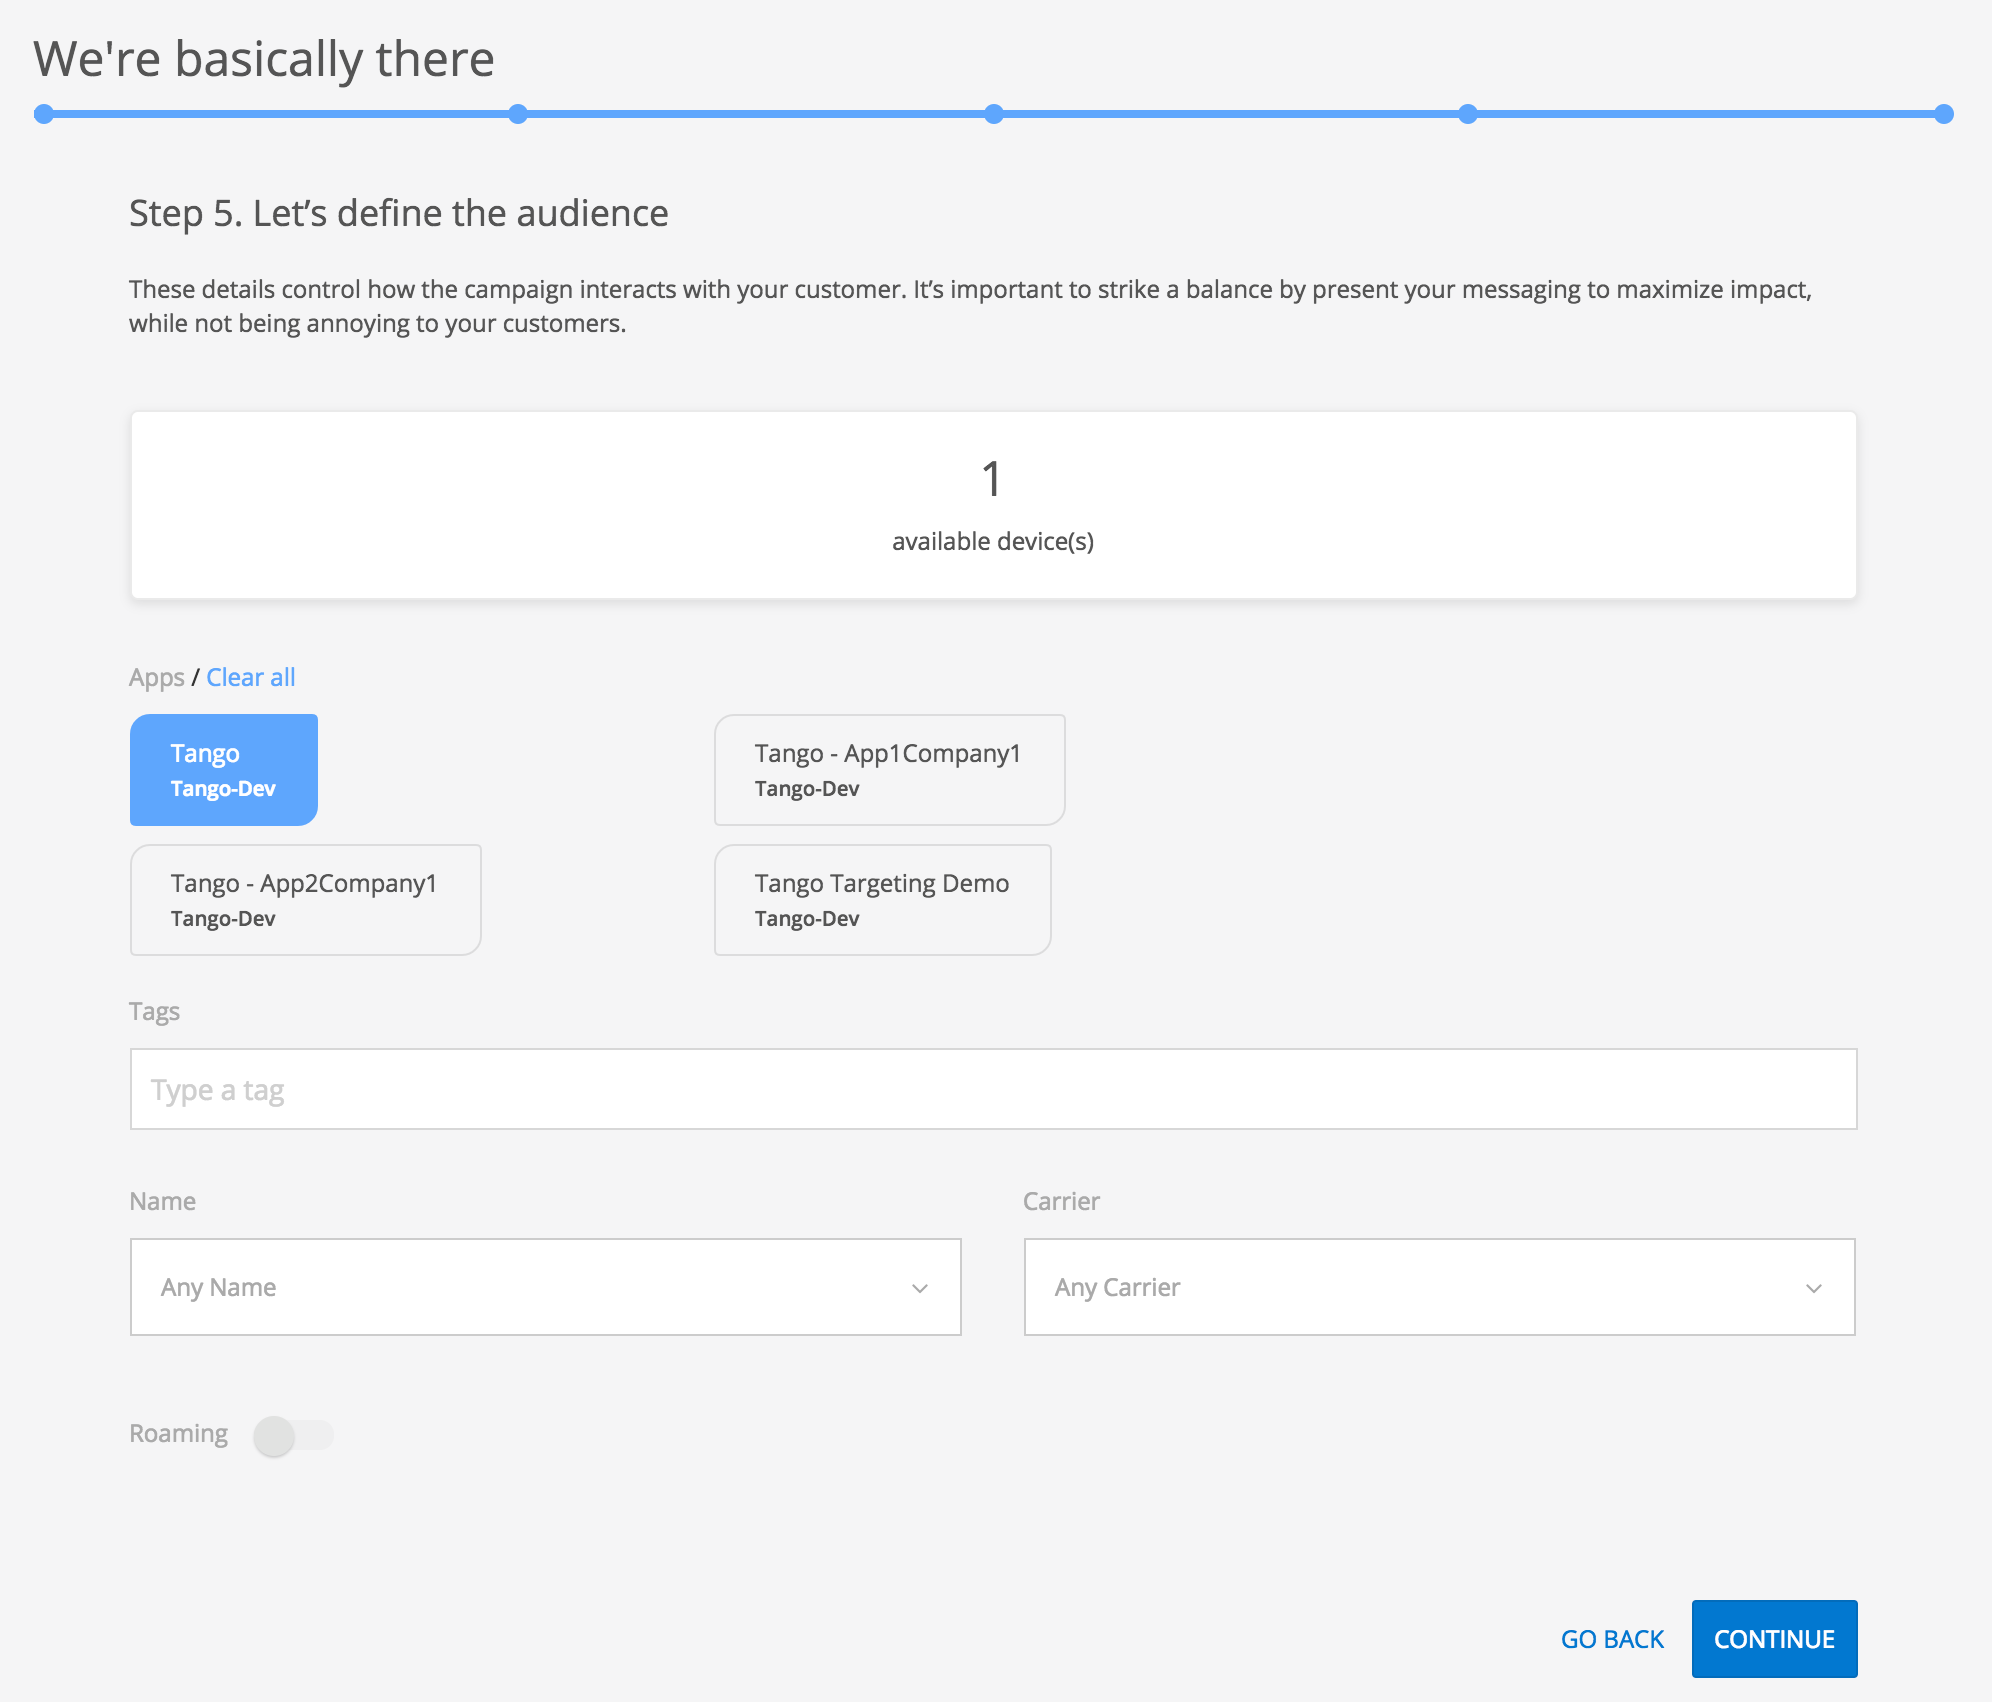 We're basically there
Step 5. Let’s define the audience
These details control how the campaign interacts with your customer. It’s important to strike a balance by present your messaging to maximize impact,
while not being annoying to your customers.
1
available device(s)
Apps / Clear all
Tango
Tango-Dev
Tango - App1Company1
Tango-Dev
Tango - App2Company1
Tango-Dev
Tango Targeting Demo
Tango-Dev
Tags
Type a tag
Name
Carrier
Any Name
Any Carrier
Roaming
GO BACK
CONTINUE